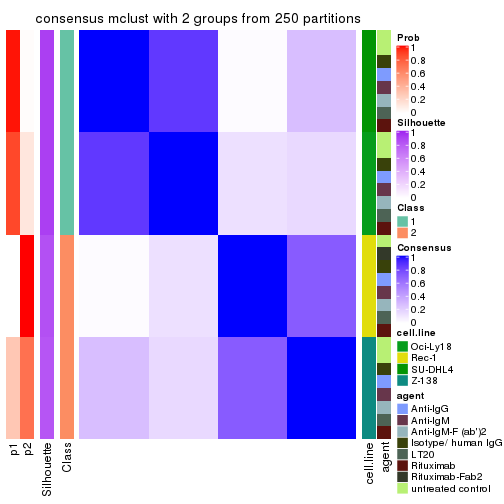 consensus mclust with 2 groups from 250 partitions
p1
p2
Silhouette
Class
cell.line
agent
Prob
1
0.8
0.6
0.4
0.2
0
Silhouette
1
0.8
0.6
0.4
0.2
0
Class
1
2
Consensus
1
0.8
0.6
0.4
0.2
0
cell.line
Oci-Ly18
Rec-1
SU-DHL4
Z-138
agent
Anti-IgG
Anti-IgM
Anti-IgM-F (ab')2
Isotype/ human IgG
LT20
Rituximab
Rituximab-Fab2
untreated control